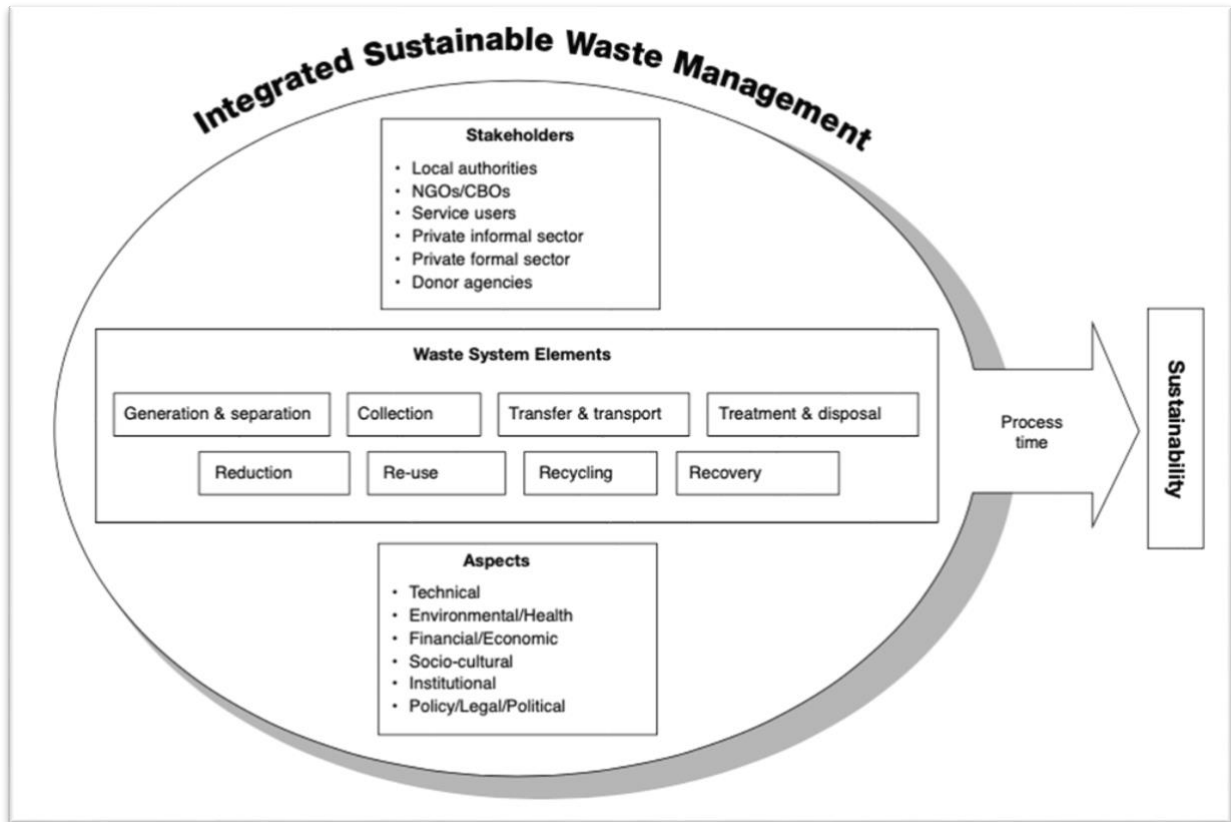 Integrated Sustainable Waste Management
Stakeholders
• Local authorities
• NGOs/CBOs
• Service users
• Private informal sector
• Private formal sector
• Donor agencies
Waste System Elements
Generation & separation
Collection
Transfer & transport
Treatment & disposal
Reduction
Re-use
Recycling
Recovery
Aspects
• Technical
• Environmental/Health
• Financial/Economic
• Socio-cultural
• Institutional
• Policy/Legal/Political
Process
time
Sustainability